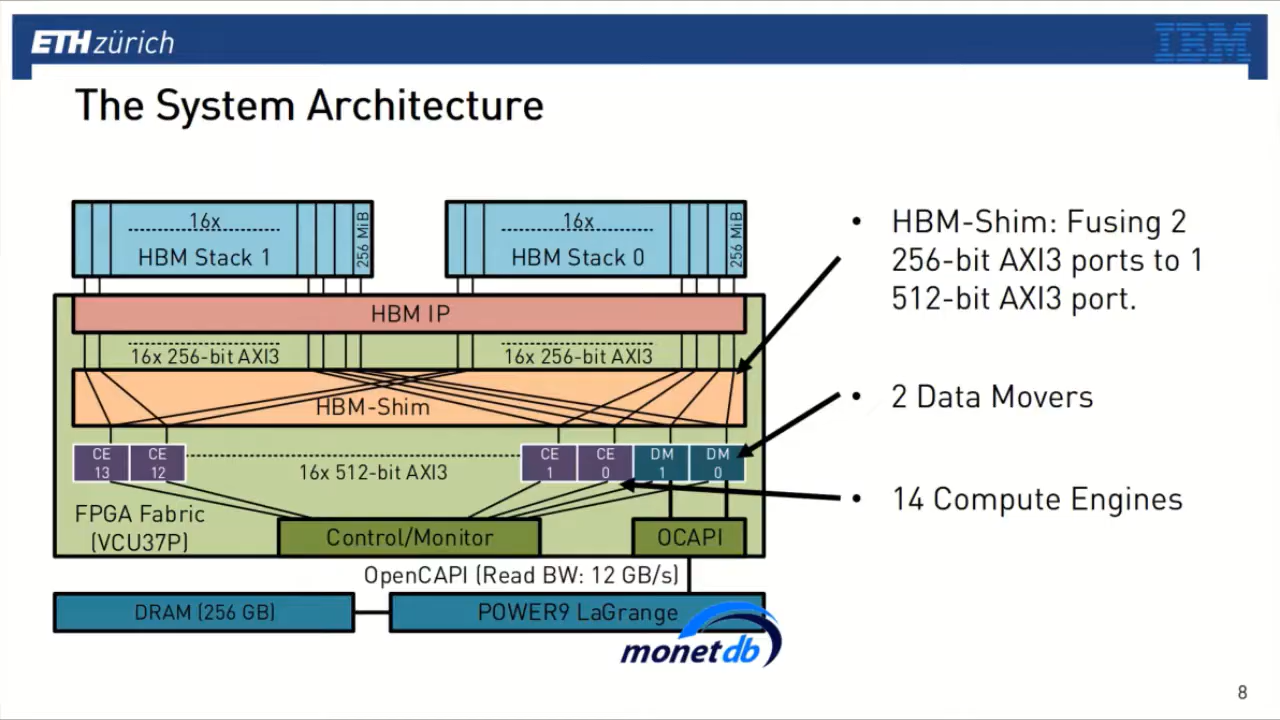 ETH zürich
IBM
The System Architecture
16x
HBM Stack 1
256 MiB
16x
HBM Stack 0
256 MiB
HBM IP
16x 256-bit AXI3
16x 256-bit AXI3
HBM-Shim
CE 13
CE 12
16x 512-bit AXI3
CE 1
CE 0
DM 1
DM 0
FPGA Fabric
(VCU37P)
Control/Monitor
OCAPI
OpenCAPI (Read BW: 12 GB/s)
DRAM (256 GB)
POWER9 LaGrange
monetdb
• HBM-Shim: Fusing 2
256-bit AXI3 ports to 1
512-bit AXI3 port.
• 2 Data Movers
• 14 Compute Engines
8